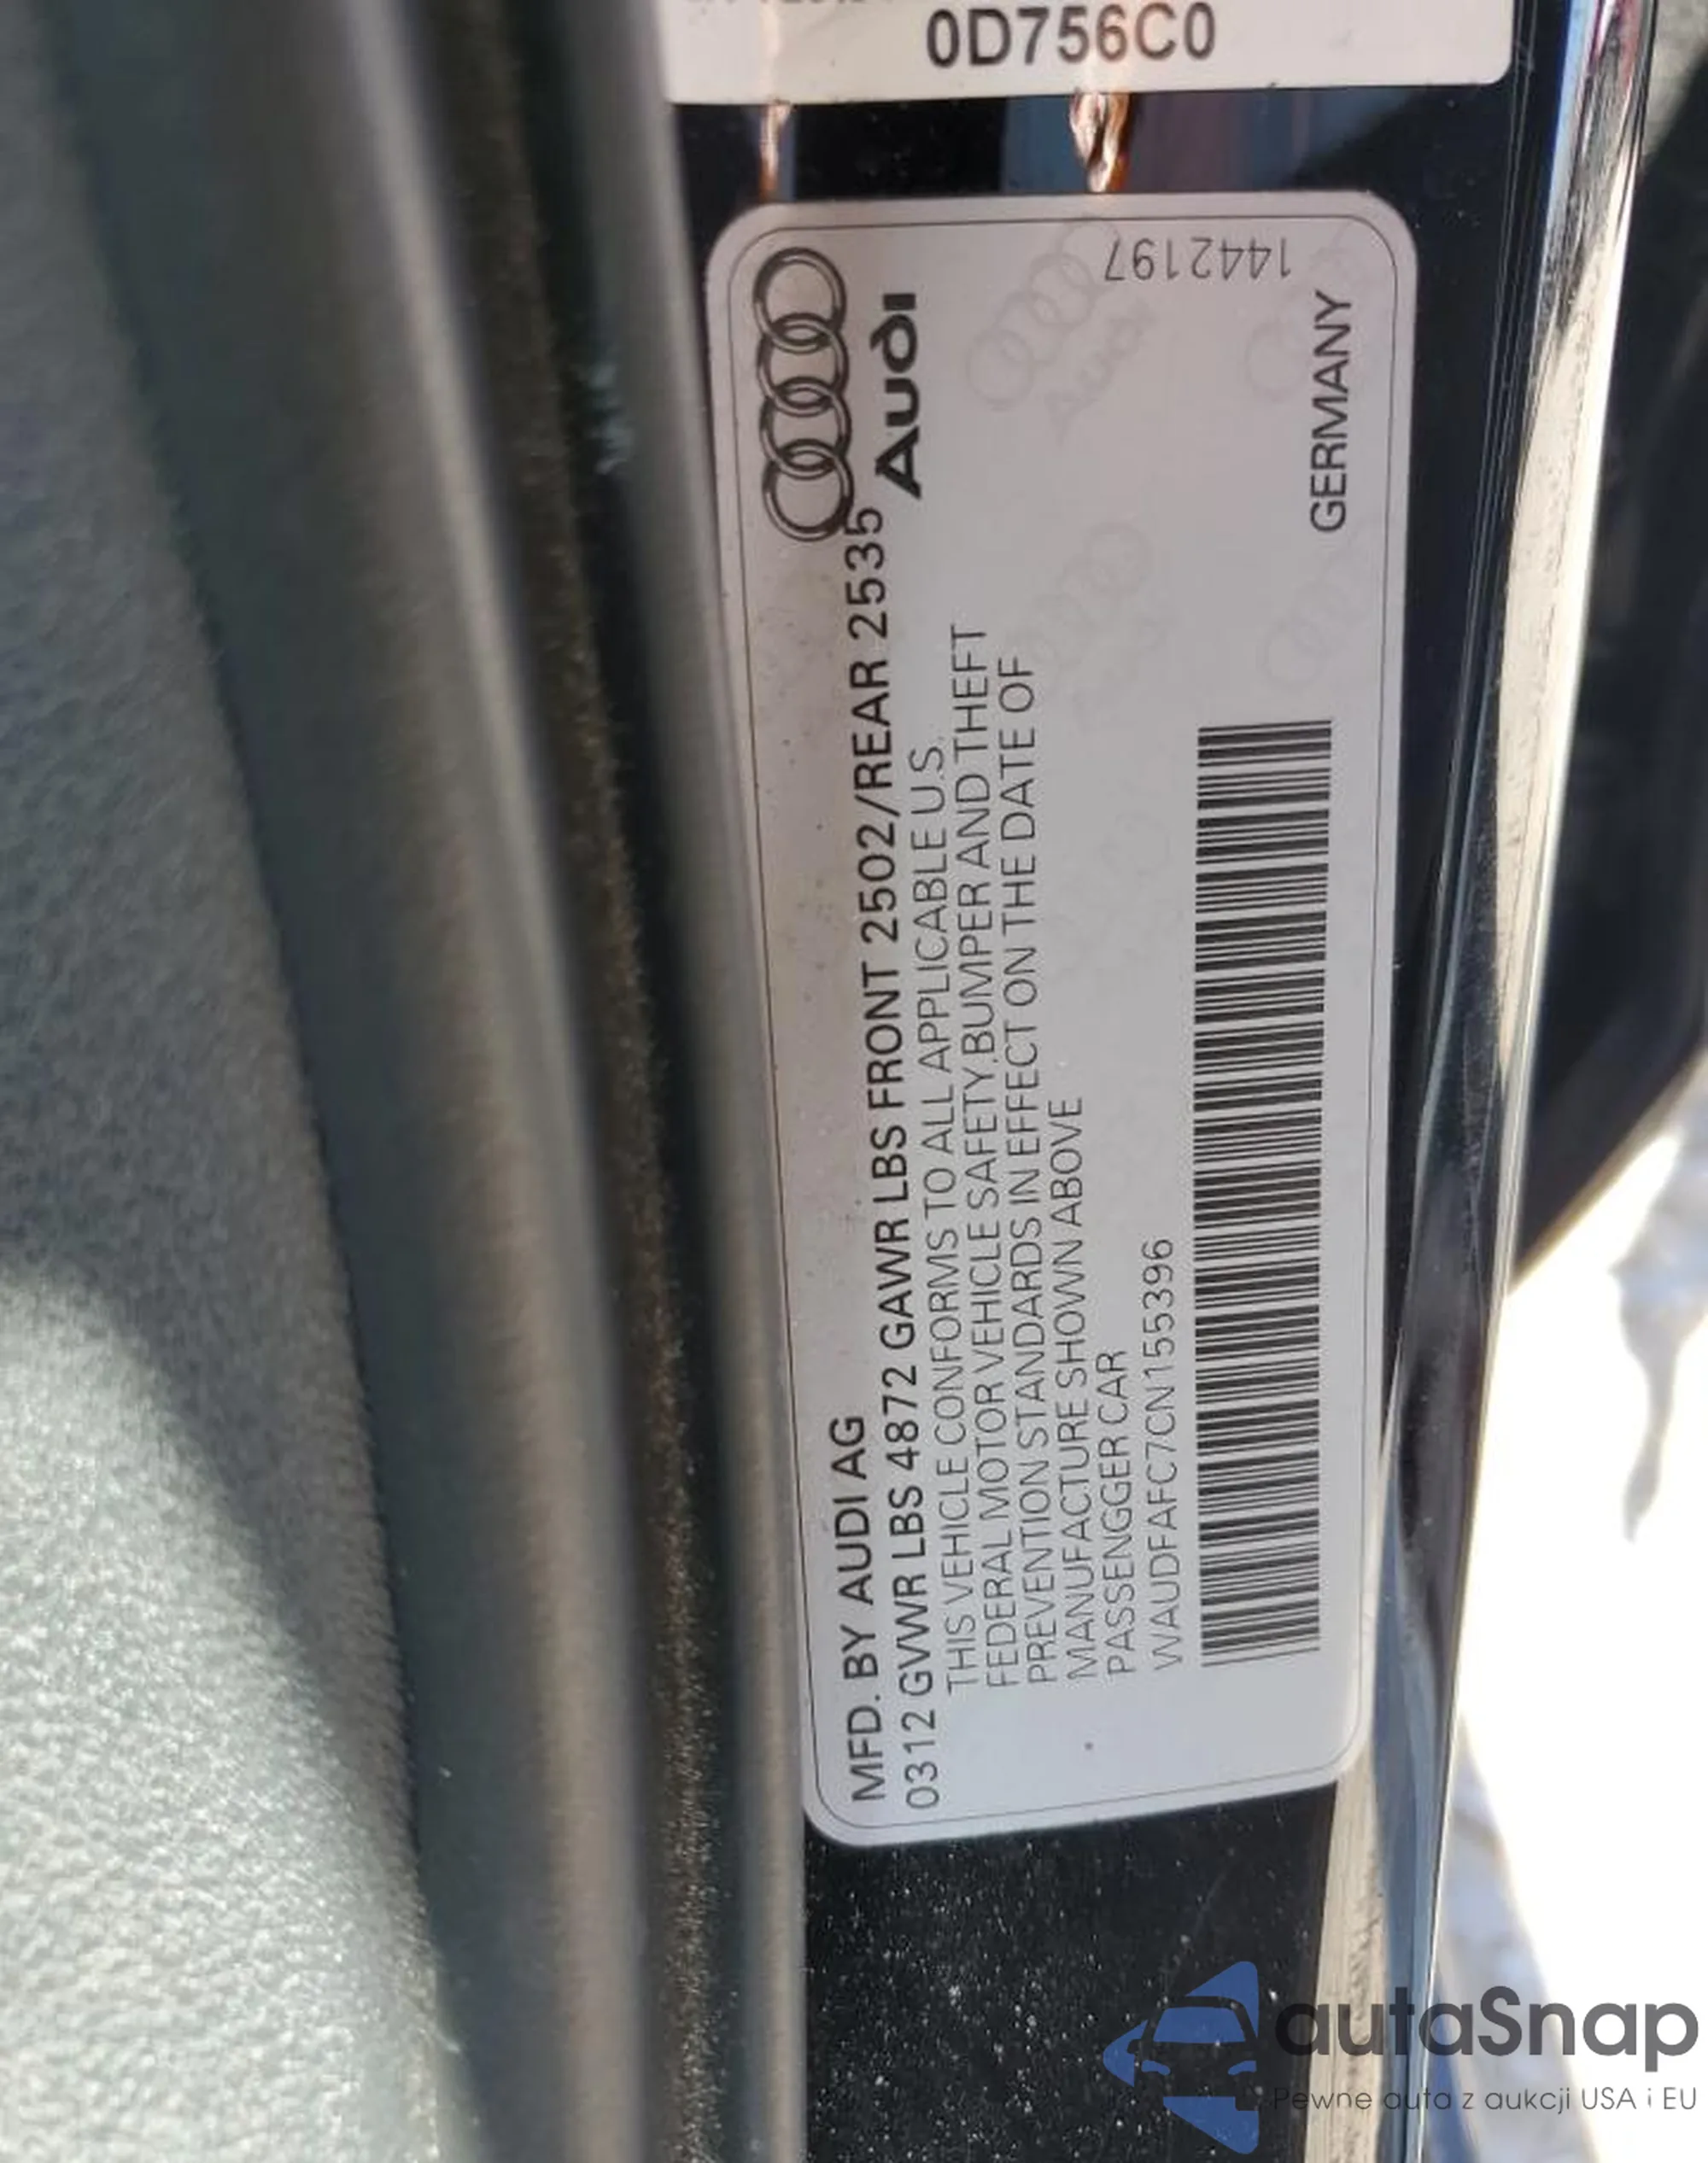 0D756C0
Audi
MFD. BY AUDI AG
0312 GVWR LBS 4872 GAWR LBS FRONT 2502/REAR 2535
THIS VEHICLE CONFORMS TO ALL APPLICABLE U.S.
FEDERAL MOTOR VEHICLE SAFETY,BUMPER AND THEFT
PREVENTION STANDARDS IN EFFECT ON THE DATE OF
MANUFACTURE SHOWN ABOVE
PASSENGGER CAR
WAUDFAFC7CN155396
GERMANY
1442197
autaSnap
Pewne auta z aukcji USA i EU